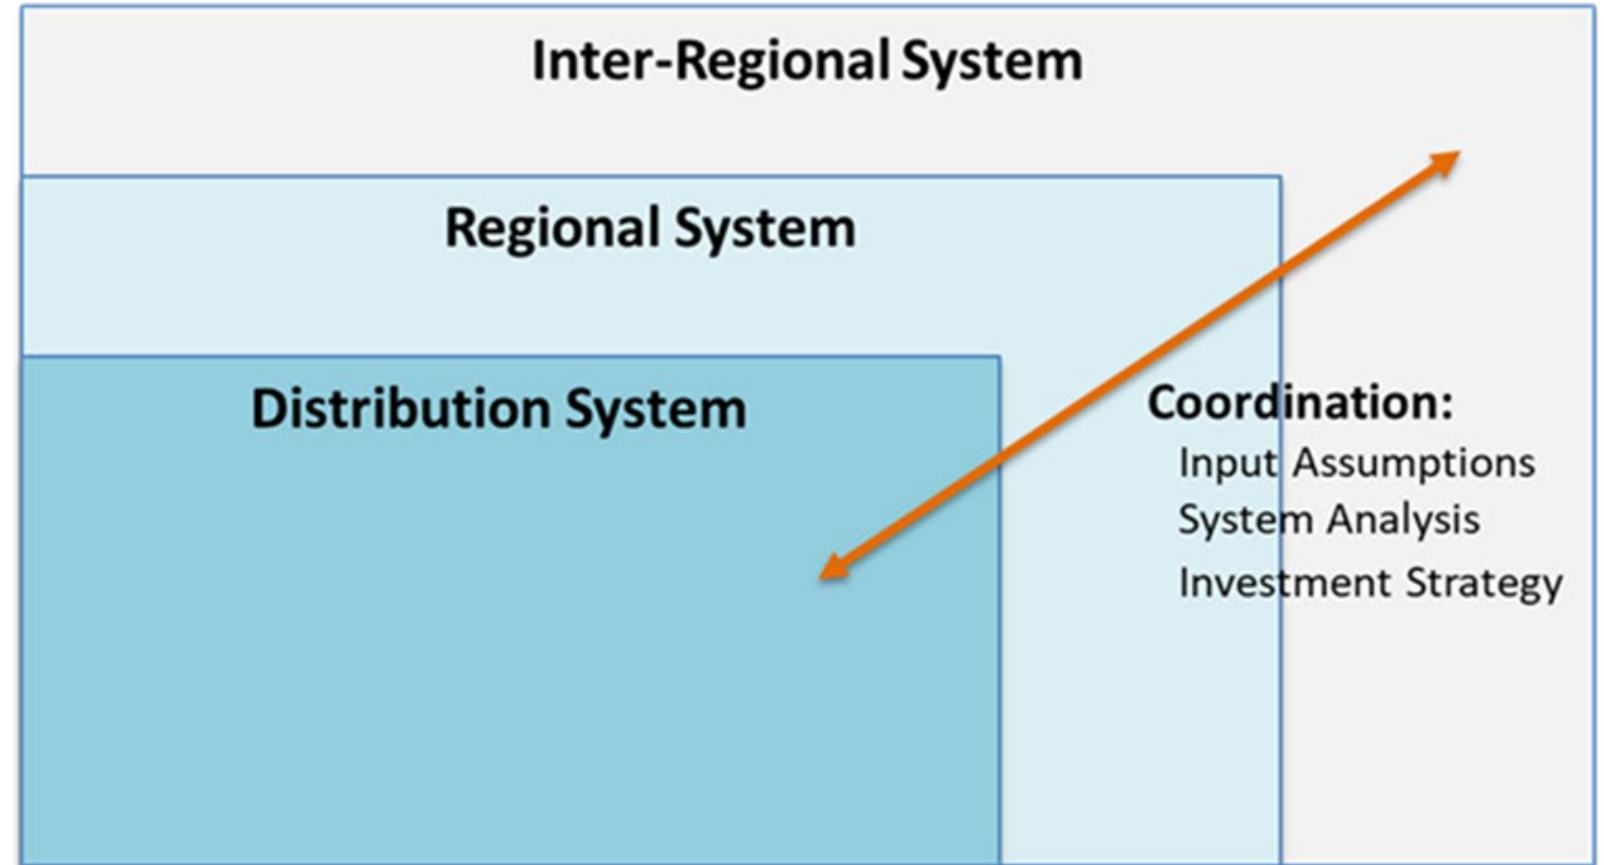 Inter-Regional System
Regional System
Distribution System
Coordination:
Input Assumptions
System Analysis
Investment Strategy